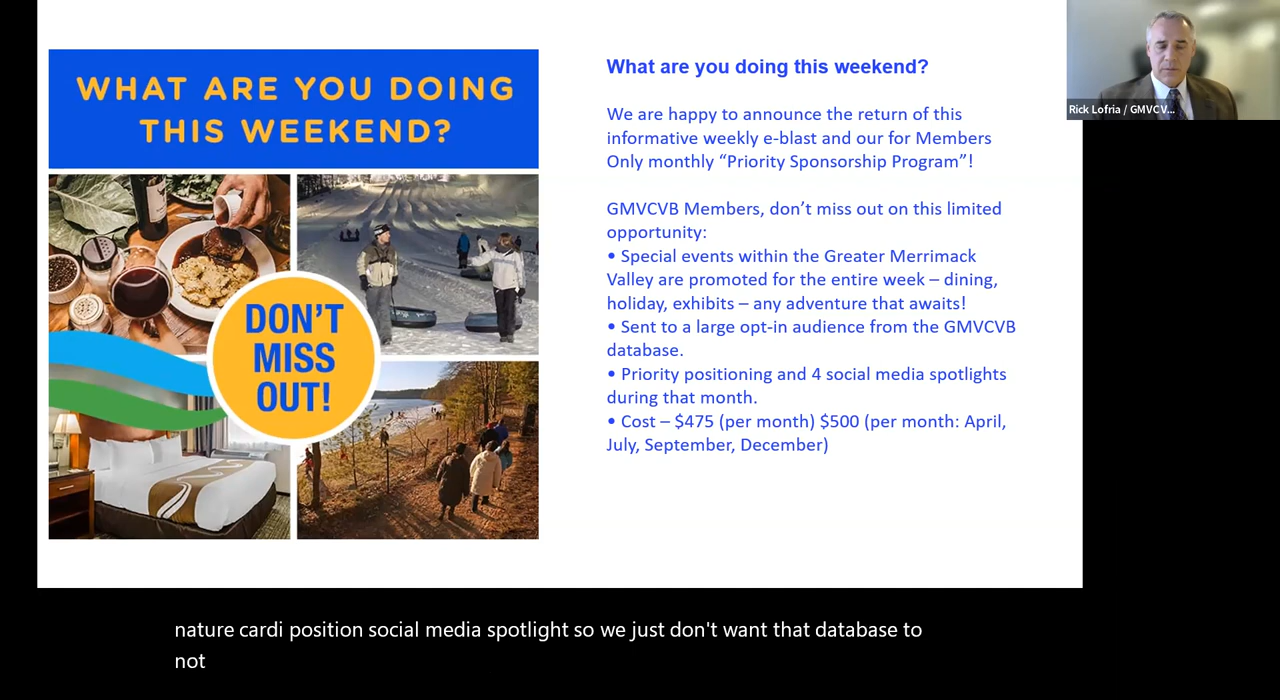 WHAT ARE YOU DOING
THIS WEEKEND?
DON'T
MISS
OUT!
What are you doing this weekend?
We are happy to announce the return of this
informative weekly e-blast and our for Members
Only monthly “Priority Sponsorship Program”!
GMVCVB Members, don’t miss out on this limited
opportunity:
• Special events within the Greater Merrimack
Valley are promoted for the entire week – dining,
holiday, exhibits – any adventure that awaits!
• Sent to a large opt-in audience from the GMVCVB
database.
• Priority positioning and 4 social media spotlights
during that month.
• Cost – $475 (per month) $500 (per month: April,
July, September, December)
Rick Lofria / GMVCV...
nature cardi position social media spotlight so we just don't want that database to
not